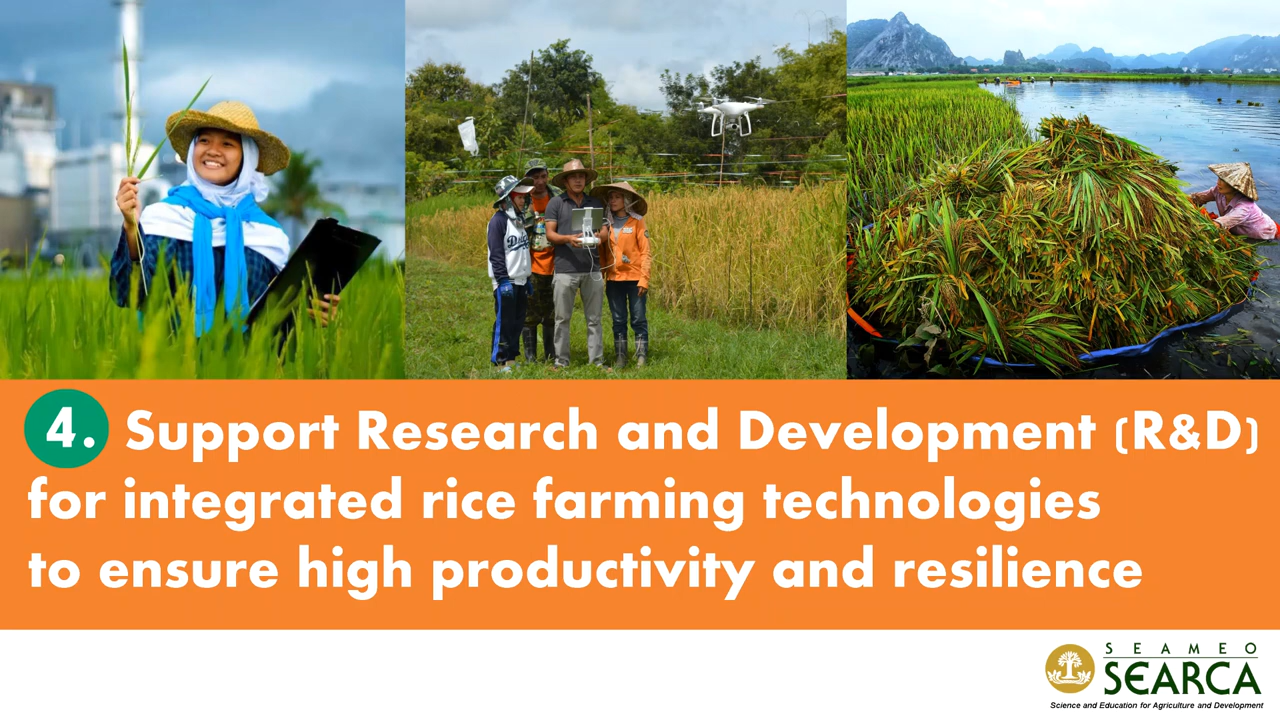 4. Support Research and Development (R&D)
for integrated rice farming technologies
to ensure high productivity and resilience
SEAMEO
SEARCA
Science and Education for Agriculture and Development